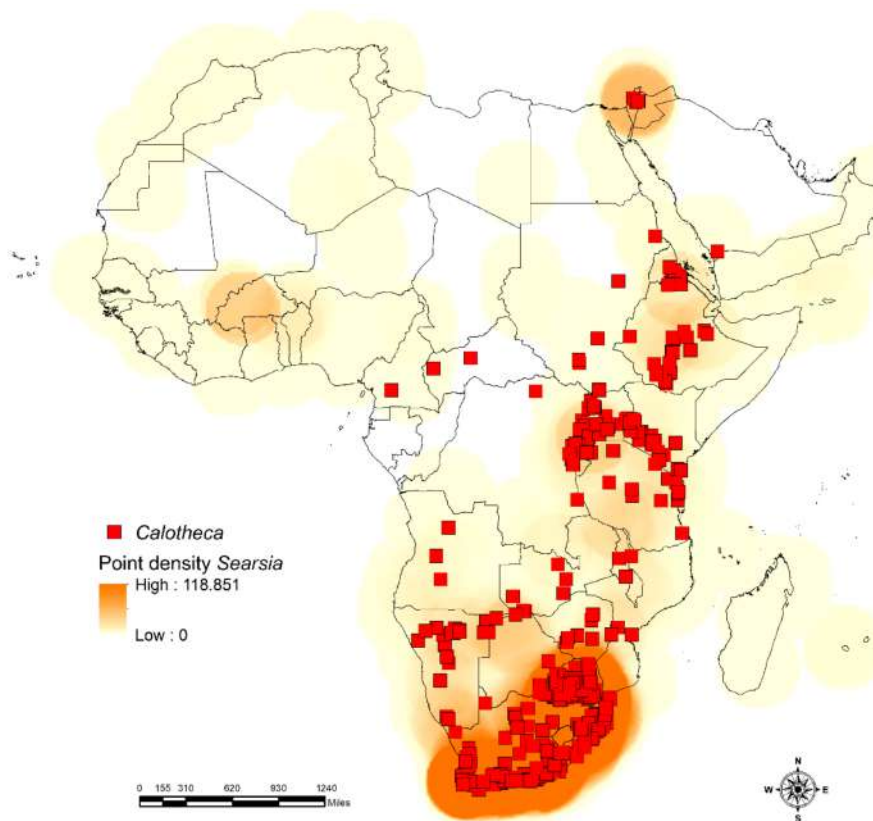 Calotheca
Point density Searsia
High : 118.851
Low : 0
0 155 310 620 930 1240
Miles
N
W E
S